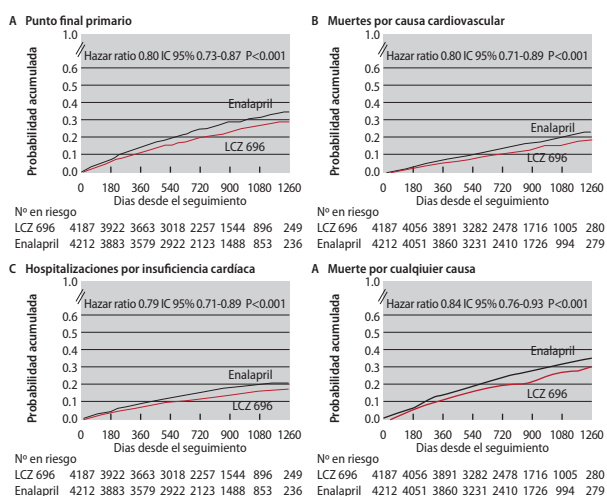 A Punto final primario
1.0
Hazar ratio 0.80 IC 95% 0.73-0.87 P<0.001
0.6
0.5
0.4
0.3
0.2
0.1
0.0
Probabilidad acumulada
Enalapril
LCZ 696
0 180 360 540 720 900 1080 1260
Dias desde el seguimiento
Nº en riesgo
LCZ 696 4187 3922 3663 3018 2257 1544 896 249
Enalapril 4212 3883 3579 2922 2123 1488 853 236
B Muertes por causa cardiovascular
1.0
Hazar ratio 0.80 IC 95% 0.71-0.89 P<0.001
0.6
0.5
0.4
0.3
0.2
0.1
0.0
Probabilidad acumulada
Enalapril
LCZ 696
0 180 360 540 720 900 1080 1260
Dias desde el seguimiento
Nº en riesgo
LCZ 696 4187 4056 3891 3282 2478 1716 1005 280
Enalapril 4212 4051 3860 3231 2410 1726 994 279
C Hospitalizaciones por insuficiencia cardíaca
1.0
Hazar ratio 0.79 IC 95% 0.71-0.89 P<0.001
0.6
0.5
0.4
0.3
0.2
0.1
0.0
Probabilidad acumulada
Enalapril
LCZ 696
0 180 360 540 720 900 1080 1260
Dias desde el seguimiento
Nº en riesgo
LCZ 696 4187 3922 3663 3018 2257 1544 896 249
Enalapril 4212 3883 3579 2922 2123 1488 853 236
A Muerte por cualqiuier causa
1.0
Hazar ratio 0.84 IC 95% 0.76-0.93 P<0.001
0.6
0.5
0.4
0.3
0.2
0.1
0.0
Probabilidad acumulada
Enalapril
LCZ 696
0 180 360 540 720 900 1080 1260
Dias desde el seguimiento
Nº en riesgo
LCZ 696 4187 4056 3891 3282 2478 1716 1005 280
Enalapril 4212 4051 3860 3231 2410 1726 994 279